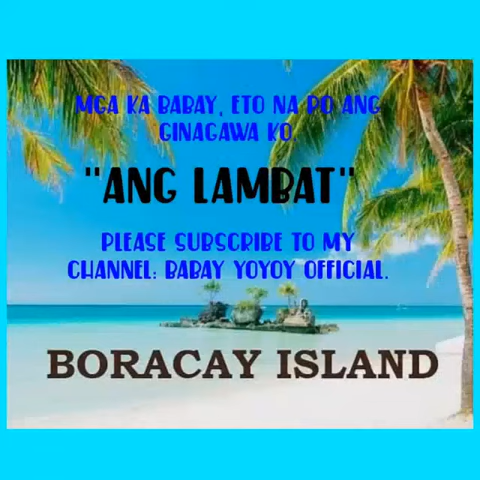 MGA KA BABAY, ETO NA PO ANG
GINAGAWA KO
"ANG LAMBAT"
PLEASE SUBSCRIBE TO MY
CHANNEL: BABAY YOYOY OFFICIAL.
BORACAY ISLAND